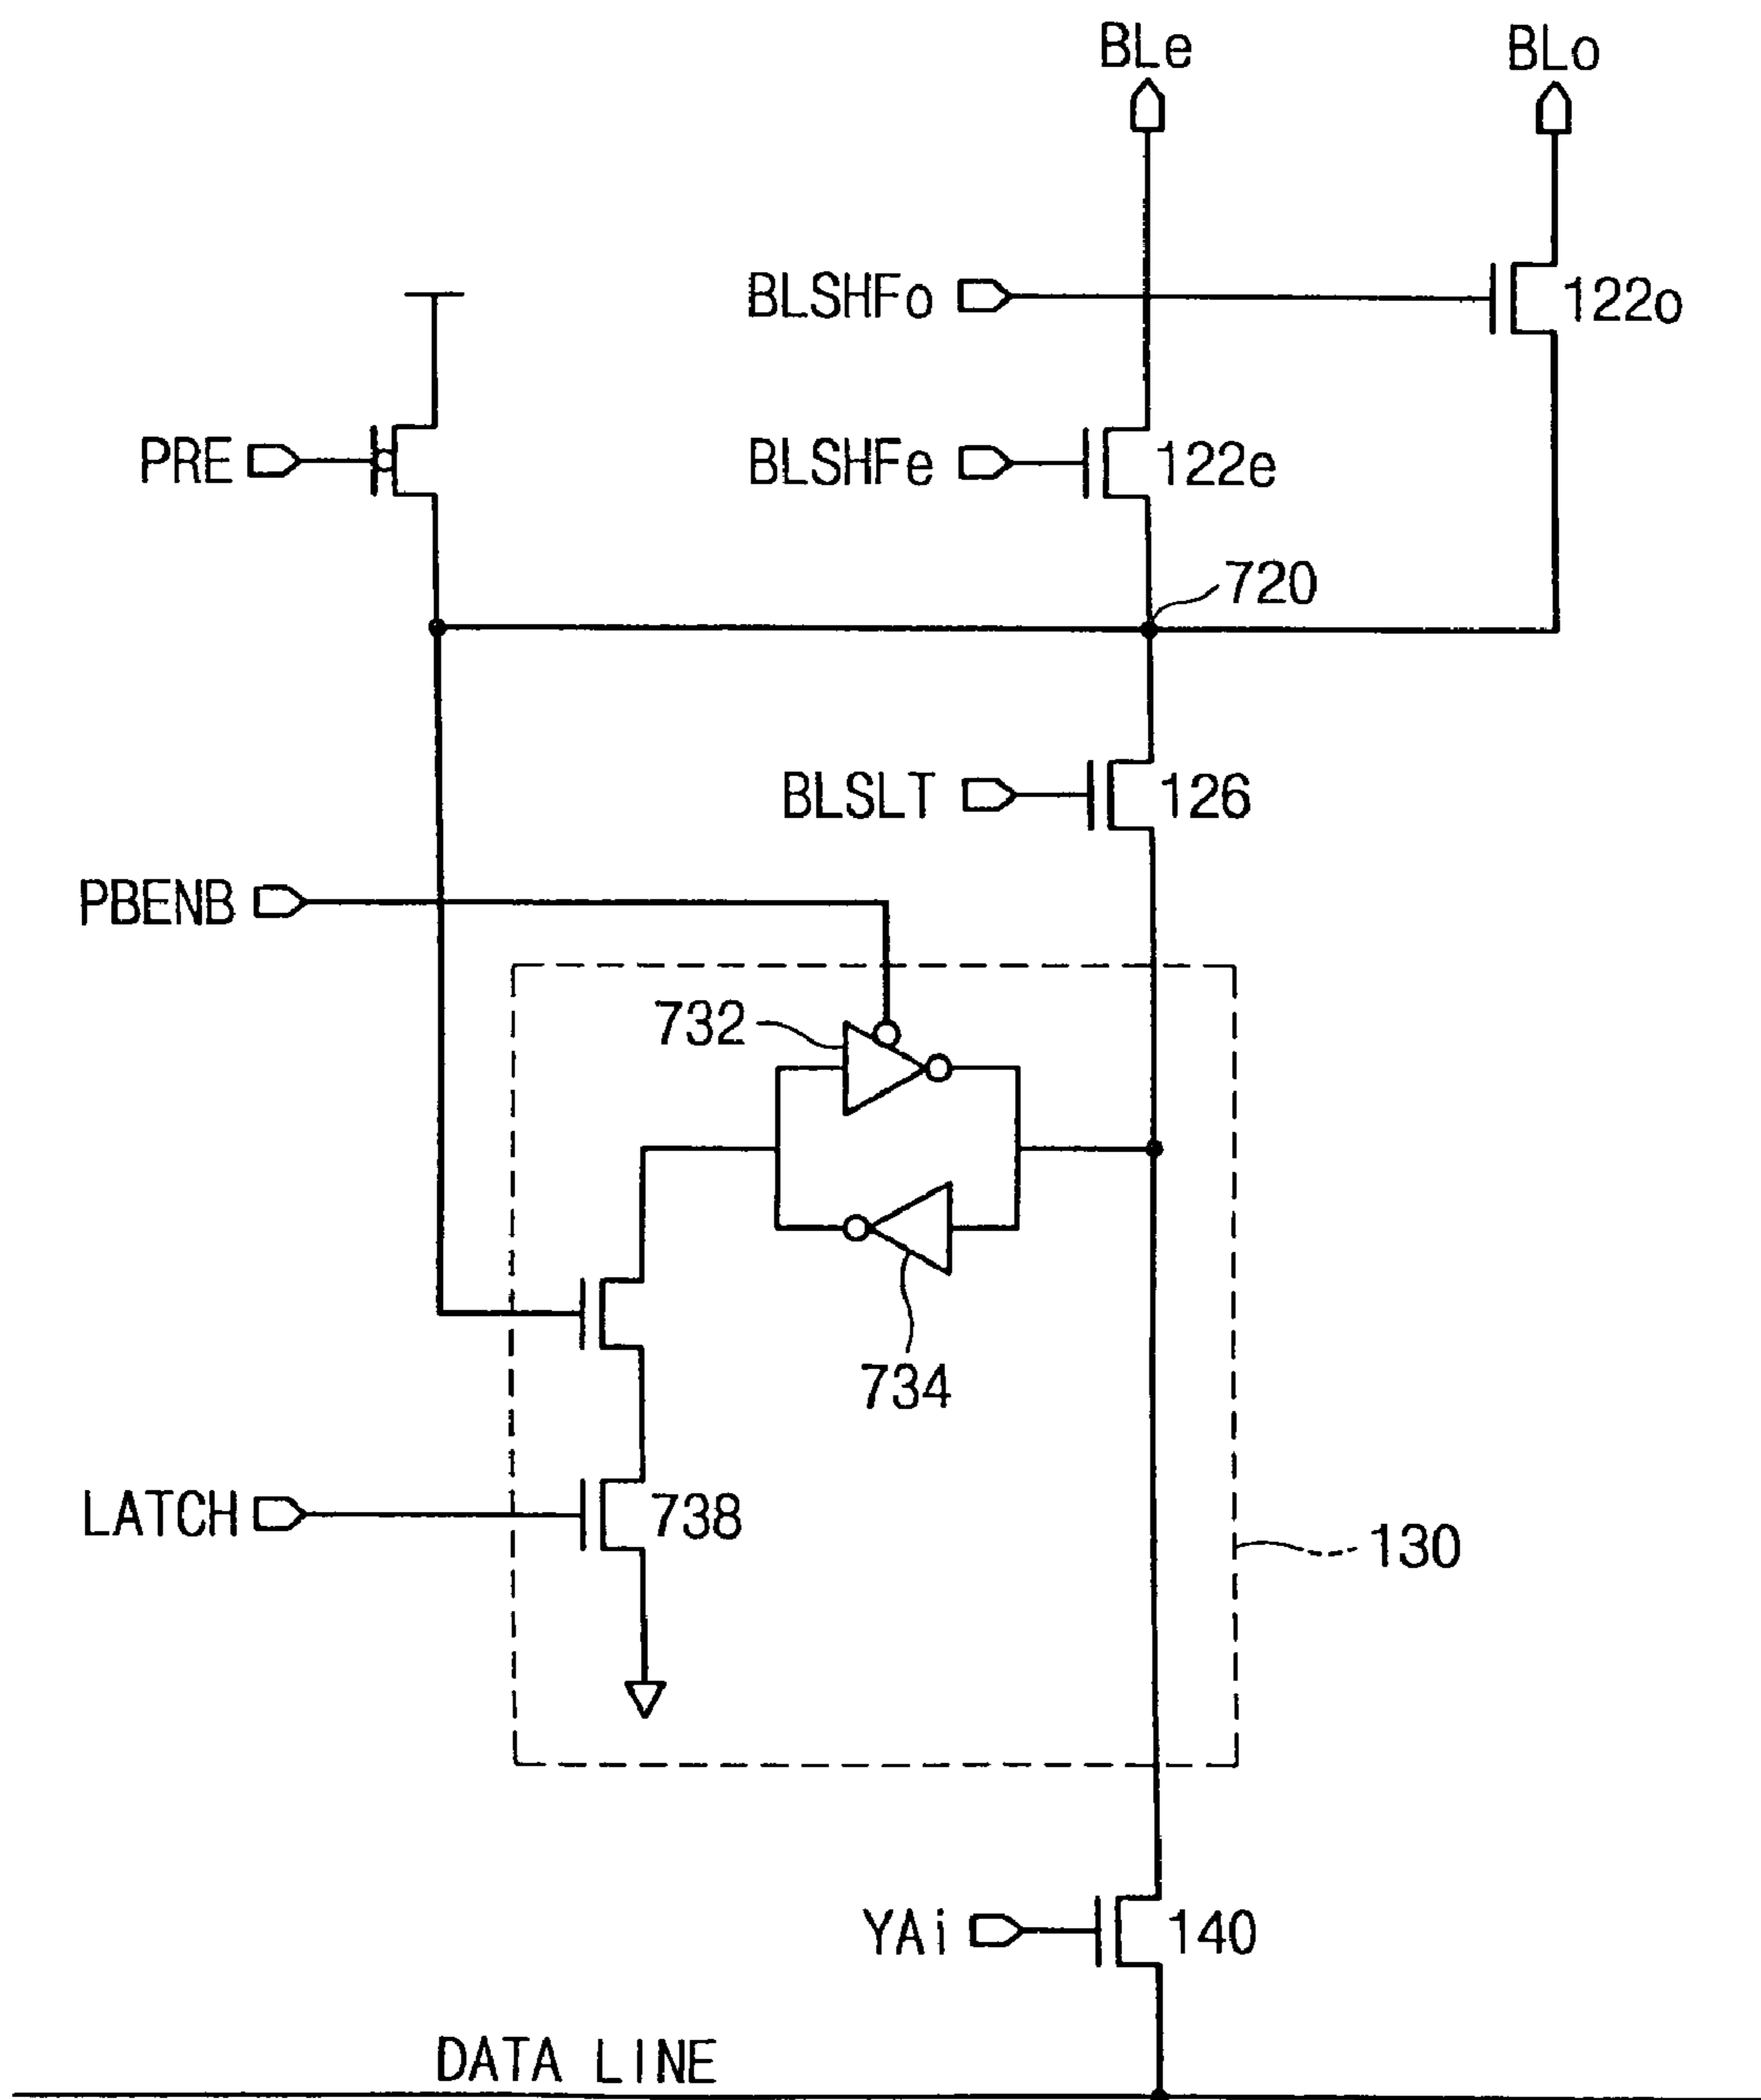 BLe
BLo
BLSHFo
122o
PRE
BLSHFe
122e
720
BLSLT
126
PBENB
732
734
LATCH
738
130
YAi
140
DATA LINE